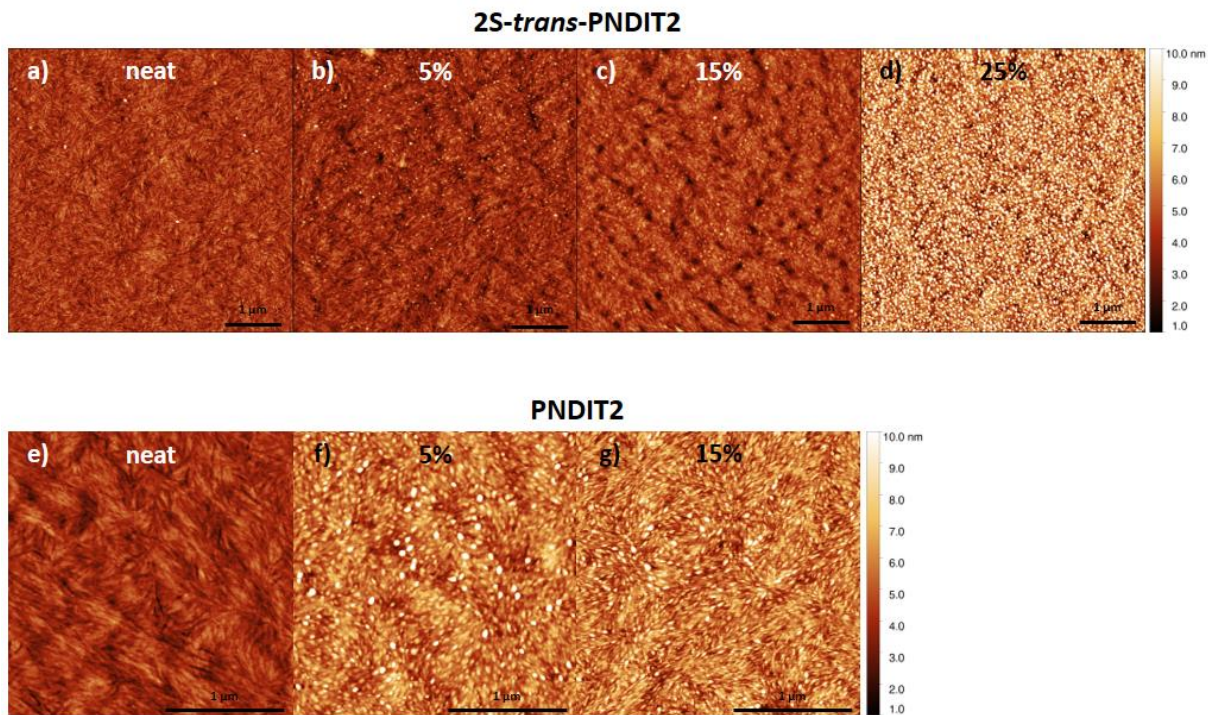 2S-trans-PNDIT2
a) neat
b) 5%
c) 15%
d) 25%
1 µm
1 µm
1 µm
1 µm
10.0 nm
9.0
8.0
7.0
6.0
5.0
4.0
3.0
2.0
1.0
PNDIT2
e) neat
f) 5%
g) 15%
1 µm
1 µm
1 µm
10.0 nm
9.0
8.0
7.0
6.0
5.0
4.0
3.0
2.0
1.0